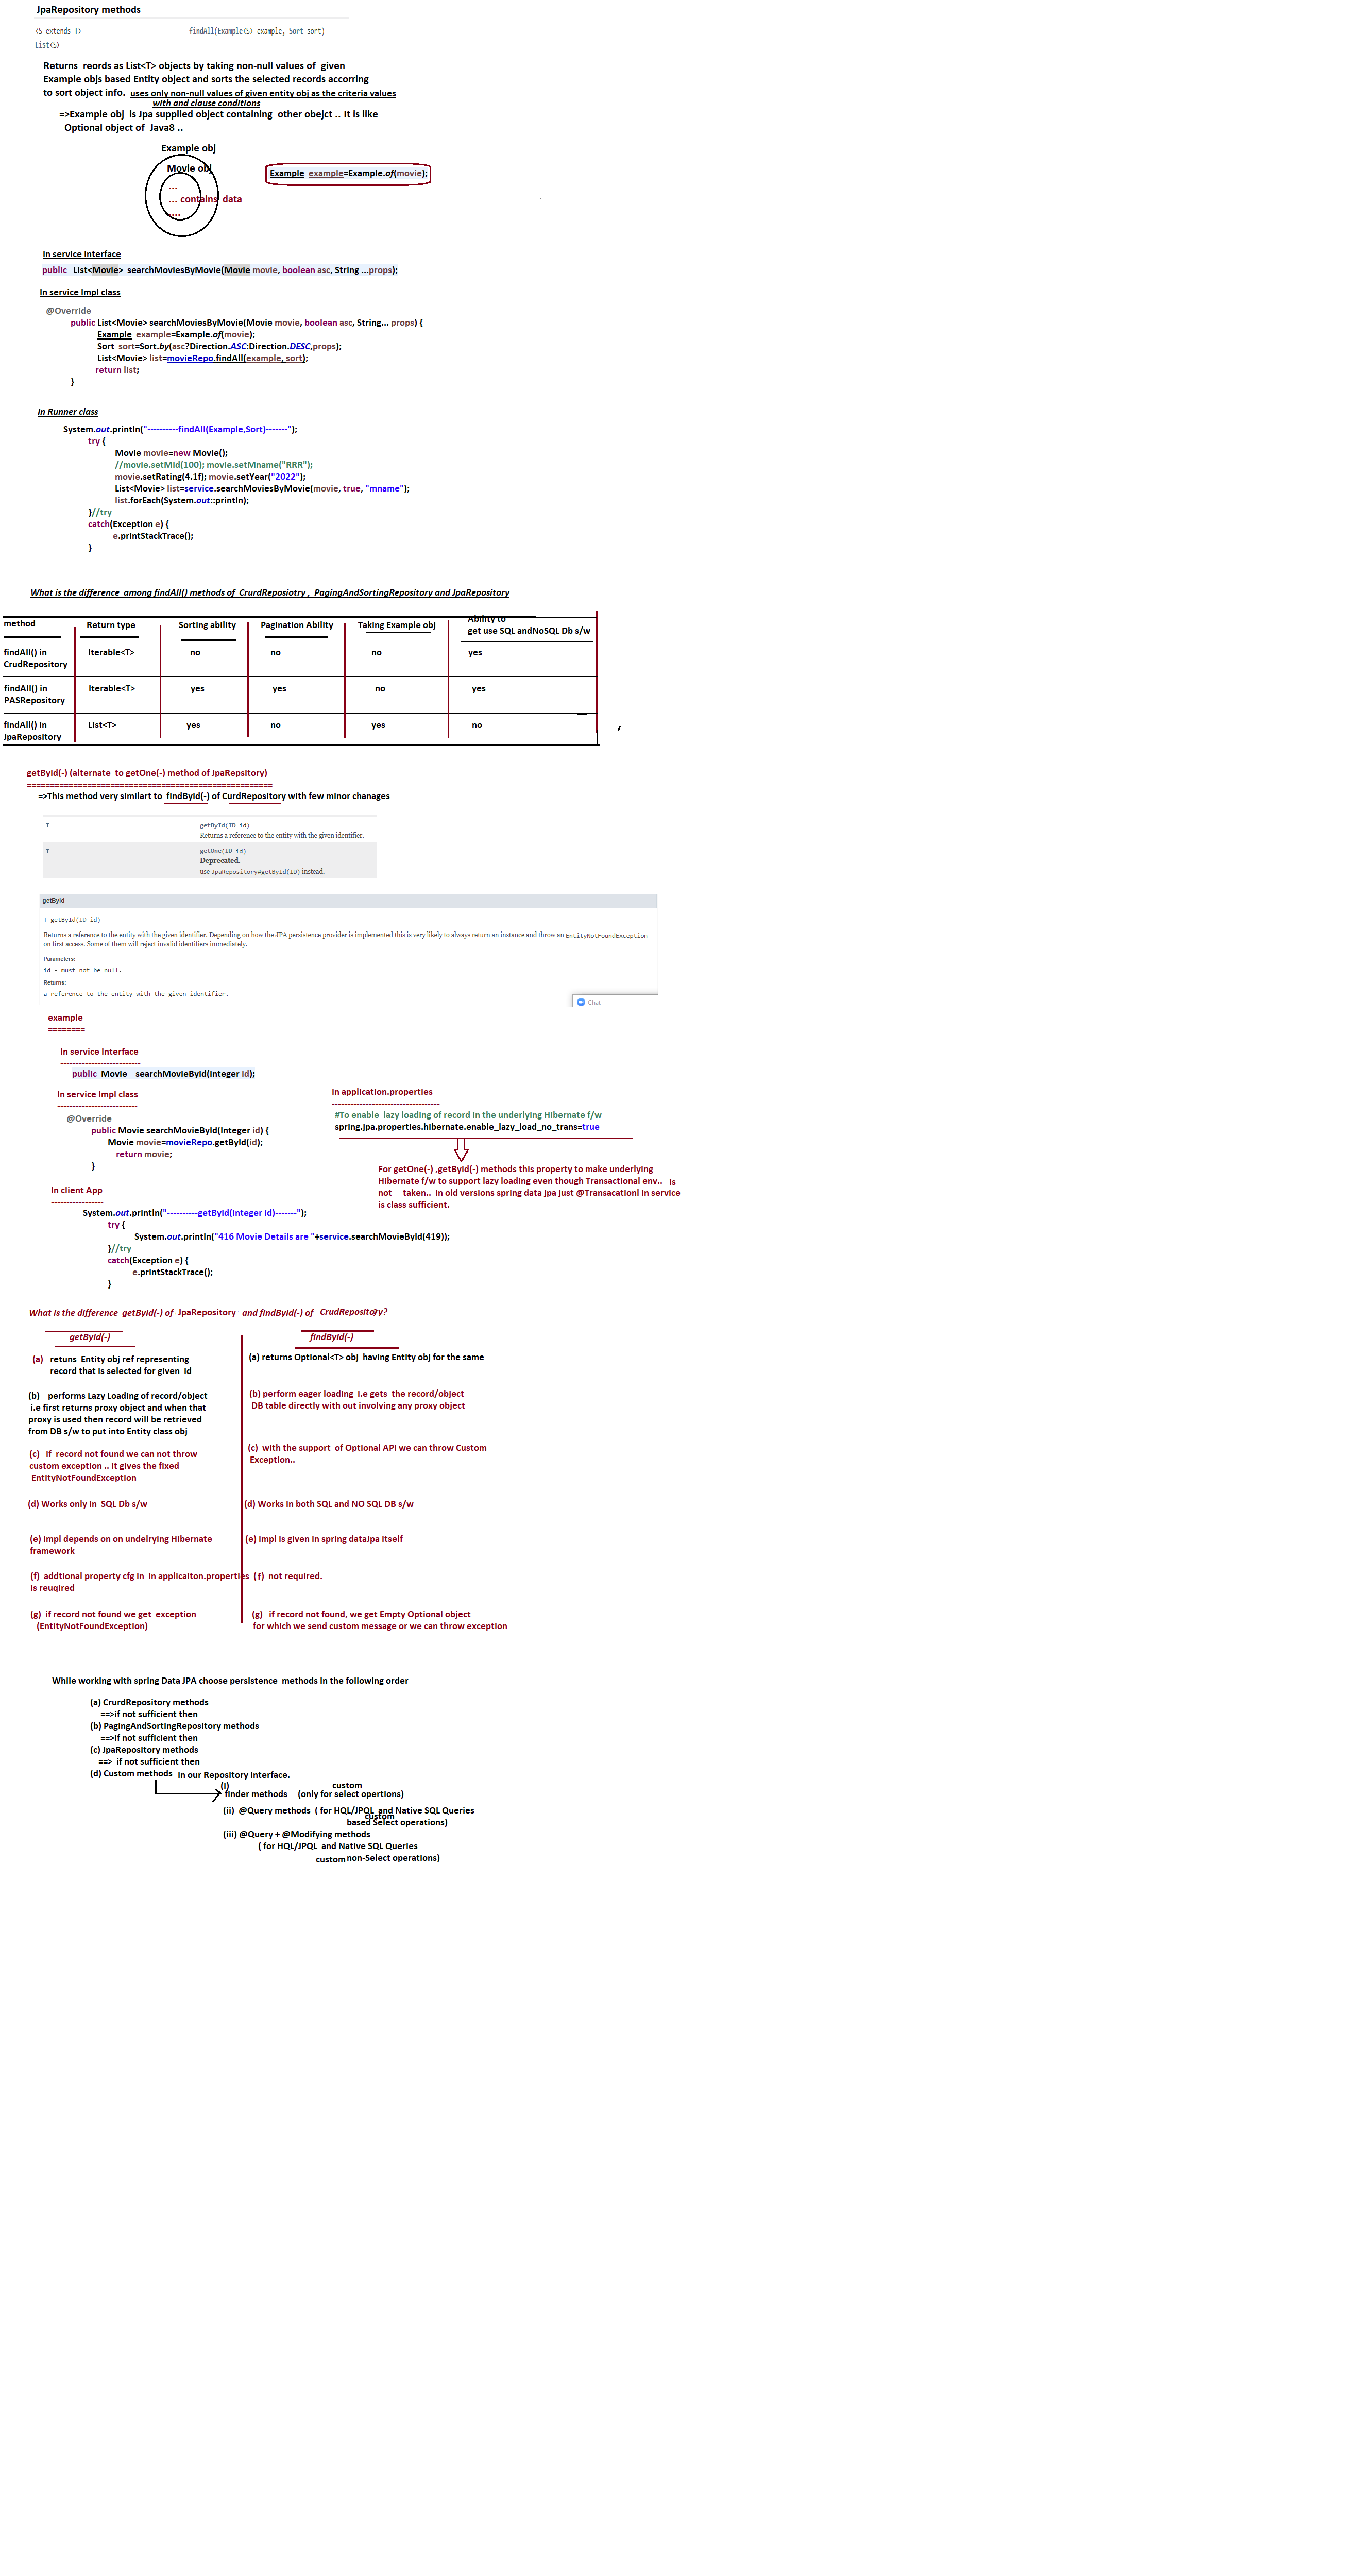 JpaRepository methods
<S extends T> findAll(Example<S> example, Sort sort)
List<S>
Returns reords as List<T> objects by taking non-null values of given
Example objs based Entity object and sorts the selected records accorring
to sort object info. uses only non-null values of given entity obj as the criteria values
with and clause conditions
=>Example obj is Jpa supplied object containing other obejct .. It is like
Optional object of Java8 ..
Example obj
Movie obj
...
... contains data
....
Example example=Example.of(movie);
In service Interface
public List<Movie> searchMoviesByMovie(Movie movie, boolean asc, String ...props);
In service Impl class
@Override
public List<Movie> searchMoviesByMovie(Movie movie, boolean asc, String... props) {
Example example=Example.of(movie);
Sort sort=Sort.by(asc?Direction.ASC:Direction.DESC,props);
List<Movie> list=movieRepo.findAll(example, sort);
return list;
}
In Runner class
System.out.println("----------findAll(Example,Sort)-------");
try {
Movie movie=new Movie();
//movie.setMid(100); movie.setMname("RRR");
movie.setRating(4.1f); movie.setYear("2022");
List<Movie> list=service.searchMoviesByMovie(movie, true, "mname");
list.forEach(System.out::println);
}//try
catch(Exception e) {
e.printStackTrace();
}
What is the difference among findAll() methods of CrurdReposiotry , PagingAndSortingRepository and JpaRepository
method Return type Sorting ability Pagination Ability Taking Example obj Ability to
get use SQL andNoSQL Db s/w
findAll() in Iterable<T> no no no yes
CrudRepository
findAll() in Iterable<T> yes yes no yes
PASRepository
findAll() in List<T> yes no yes no
JpaRepository
getById(-) (alternate to getOne(-) method of JpaRepsitory)
=====================================================
=>This method very similart to findById(-) of CurdRepository with few minor chanages
T getById(ID id)
Returns a reference to the entity with the given identifier.
T getOne(ID id)
Deprecated.
use JpaRepository#getById(ID) instead.
getById
T getById(ID id)
Returns a reference to the entity with the given identifier. Depending on how the JPA persistence provider is implemented this is very likely to always return an instance and throw an EntityNotFoundException
on first access. Some of them will reject invalid identifiers immediately.
Parameters:
id - must not be null.
Returns:
a reference to the entity with the given identifier.
Chat
example
========
In service Interface
--------------------------
public Movie searchMovieById(Integer id);
In service Impl class
--------------------------
@Override
public Movie searchMovieById(Integer id) {
Movie movie=movieRepo.getById(id);
return movie;
}
In application.properties
-----------------------------------
#To enable lazy loading of record in the underlying Hibernate f/w
spring.jpa.properties.hibernate.enable_lazy_load_no_trans=true
For getOne(-) ,getById(-) methods this property to make underlying
Hibernate f/w to support lazy loading even though Transactional env.. is
not taken.. In old versions spring data jpa just @Transacationl in service
is class sufficient.
In client App
-----------------
System.out.println("----------getById(Integer id)-------");
try {
System.out.println("416 Movie Details are "+service.searchMovieById(419));
}//try
catch(Exception e) {
e.printStackTrace();
}
What is the difference getById(-) of JpaRepository and findById(-) of CrudRepository?
getById(-) findById(-)
(a) retuns Entity obj ref representing
record that is selected for given id
(a) returns Optional<T> obj having Entity obj for the same
(b) performs Lazy Loading of record/object
i.e first returns proxy object and when that
proxy is used then record will be retrieved
from DB s/w to put into Entity class obj
(b) perform eager loading i.e gets the record/object
DB table directly with out involving any proxy object
(c) if record not found we can not throw
custom exception .. it gives the fixed
EntityNotFoundException
(c) with the support of Optional API we can throw Custom
Exception..
(d) Works only in SQL Db s/w
(d) Works in both SQL and NO SQL DB s/w
(e) Impl depends on on undelrying Hibernate
framework
(e) Impl is given in spring dataJpa itself
(f) addtional property cfg in in applicaiton.properties
is reuqired
(f) not required.
(g) if record not found we get exception
(EntityNotFoundException)
(g) if record not found, we get Empty Optional object
for which we send custom message or we can throw exception
While working with spring Data JPA choose persistence methods in the following order
(a) CrurdRepository methods
==>if not sufficient then
(b) PagingAndSortingRepository methods
==>if not sufficient then
(c) JpaRepository methods
==> if not sufficient then
(d) Custom methods in our Repository Interface.
(i) custom
finder methods (only for select opertions)
(ii) @Query methods ( for HQL/JPQL and Native SQL Queries
custom
based Select operations)
(iii) @Query + @Modifying methods
( for HQL/JPQL and Native SQL Queries
custom non-Select operations)